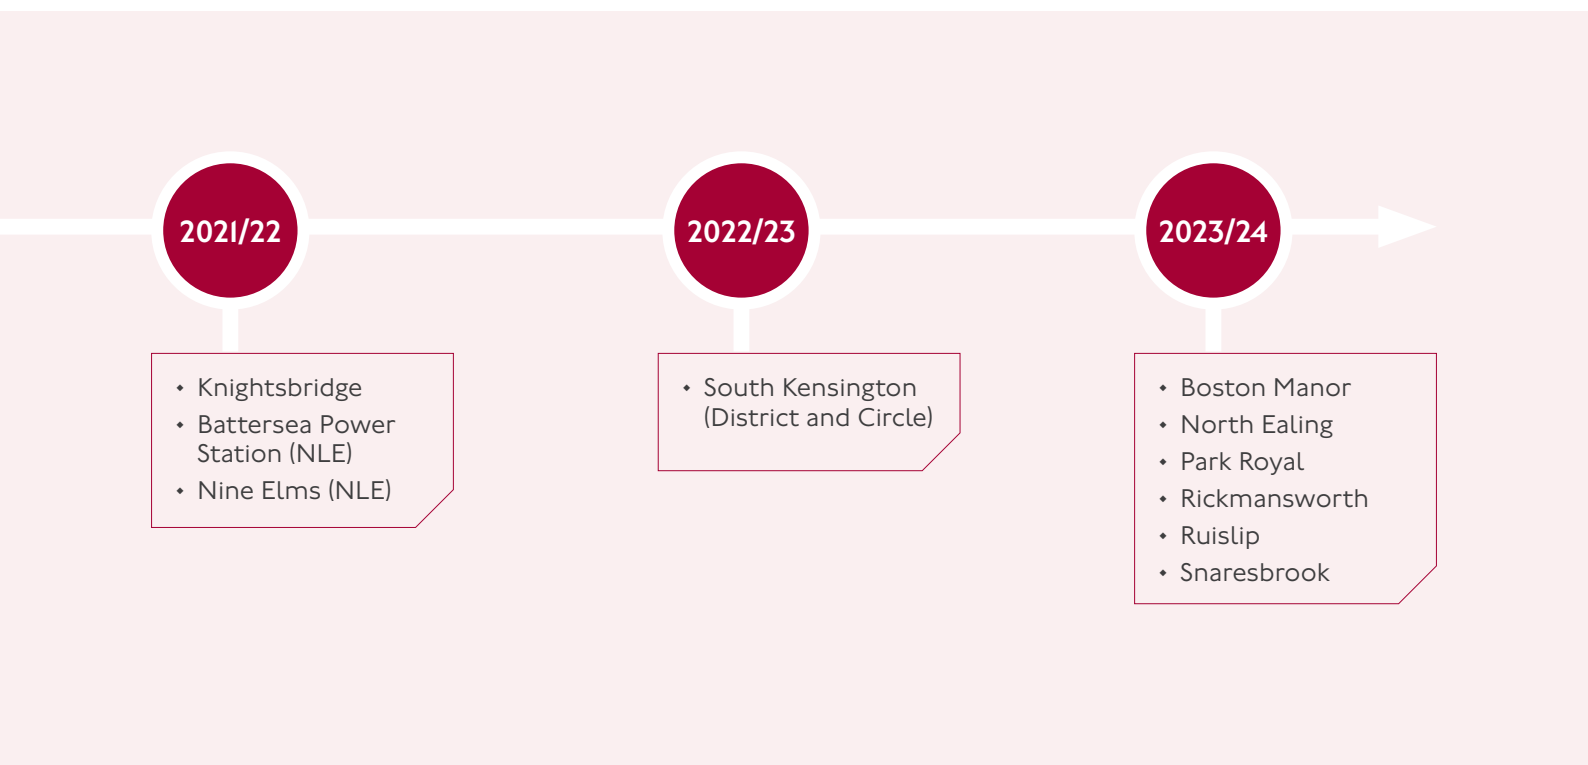 2021/22
2022/23
2023/24
• Knightsbridge
• Battersea Power
Station (NLE)
• Nine Elms (NLE)
• South Kensington
(District and Circle)
• Boston Manor
• North Ealing
• Park Royal
• Rickmansworth
• Ruislip
• Snaresbrook